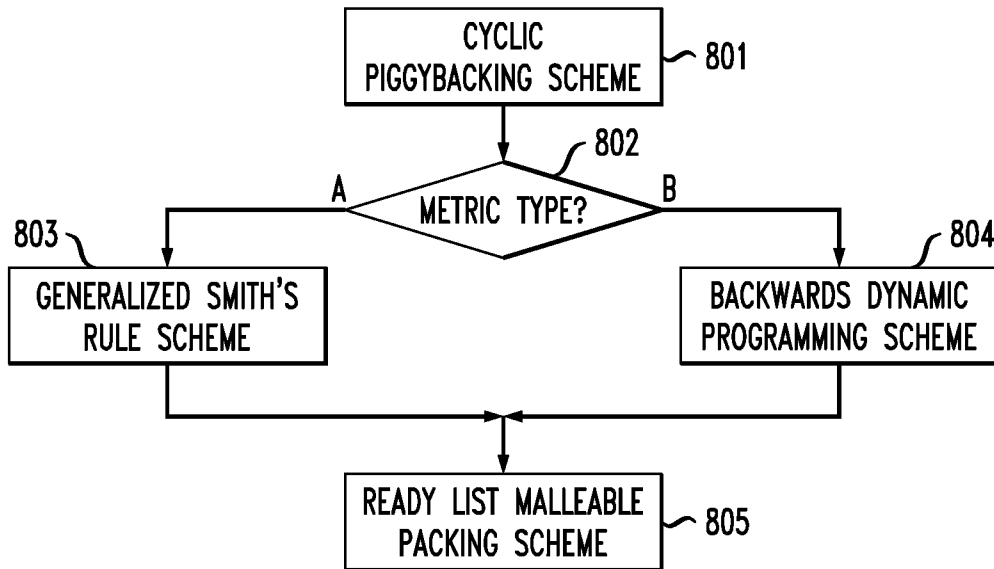 CYCLIC
PIGGYBACKING SCHEME
801
802
A
METRIC TYPE?
B
803
804
GENERALIZED SMITH'S
RULE SCHEME
BACKWARDS DYNAMIC
PROGRAMMING SCHEME
READY LIST MALLEABLE
PACKING SCHEME
805